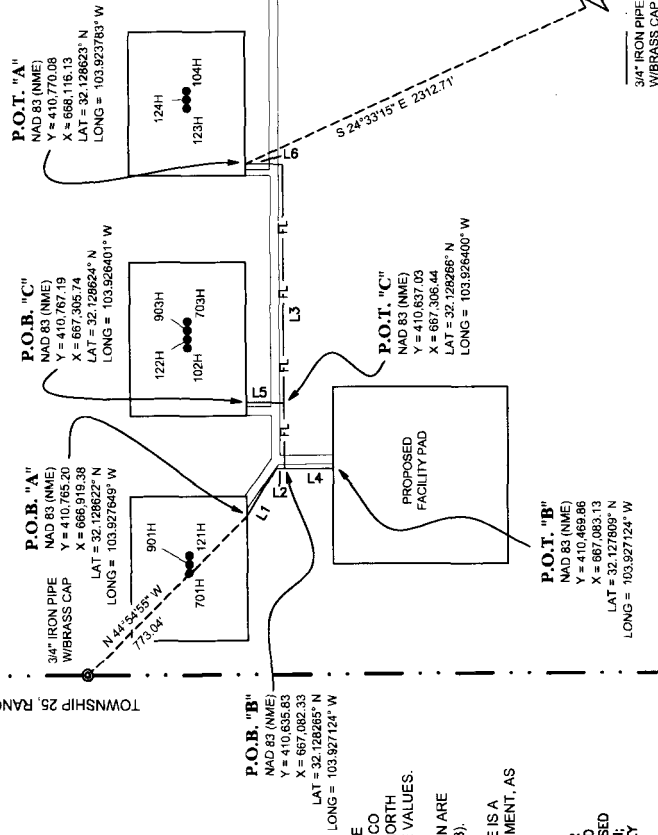 P.O.T. "A"
NAD 83 (NME)
Y = 410,770.08
X = 668,116.13
LAT = 32.128623° N
LONG = 103.923783° W
124H
104H
123H
3/4" IRON PIPE
W/BRASS CAP
S 24°33'15" E 2312.71'
L6
P.O.B. "C"
NAD 83 (NME)
Y = 410,767.19
X = 667,305.74
LAT = 32.128624° N
LONG = 103.926401° W
122H
903H
102H
703H
L5
FL
FL
L3
FL
FL
P.O.T. "C"
NAD 83 (NME)
Y = 410,637.03
X = 667,306.44
LAT = 32.128266° N
LONG = 103.926400° W
P.O.B. "A"
NAD 83 (NME)
Y = 410,765.20
X = 666,919.38
LAT = 32.128622° N
LONG = 103.927649° W
3/4" IRON PIPE
W/BRASS CAP
901H
121H
701H
N 44°54'55" W
773.04'
L1
L2
L4
PROPOSED
FACILITY PAD
P.O.T. "B"
NAD 83 (NME)
Y = 410,469.86
X = 667,083.13
LAT = 32.127809° N
LONG = 103.927124° W
TOWNSHIP 25,
P.O.B. "B"
NAD 83 (NME)
Y = 410,635.83
X = 667,082.33
LAT = 32.128265° N
LONG = 103.927124° W
CO
ORTH
VALUES.
N ARE
E IS A
MENT, AS